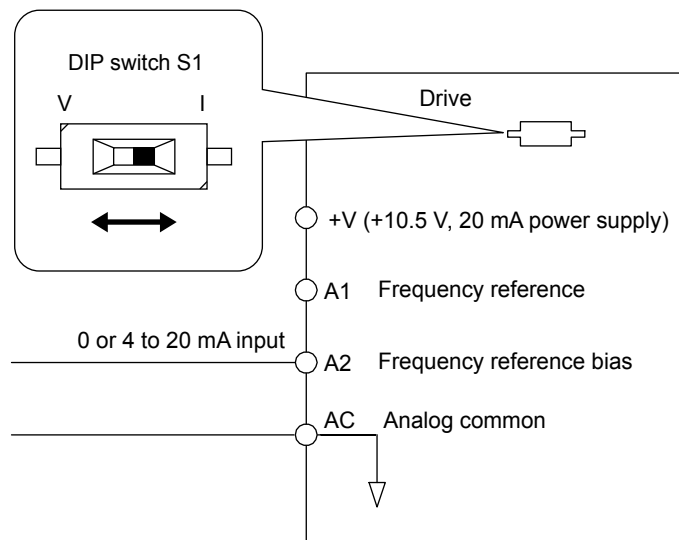 DIP switch S1
V I
Drive
+V (+10.5 V, 20 mA power supply)
A1 Frequency reference
0 or 4 to 20 mA input
A2 Frequency reference bias
AC Analog common